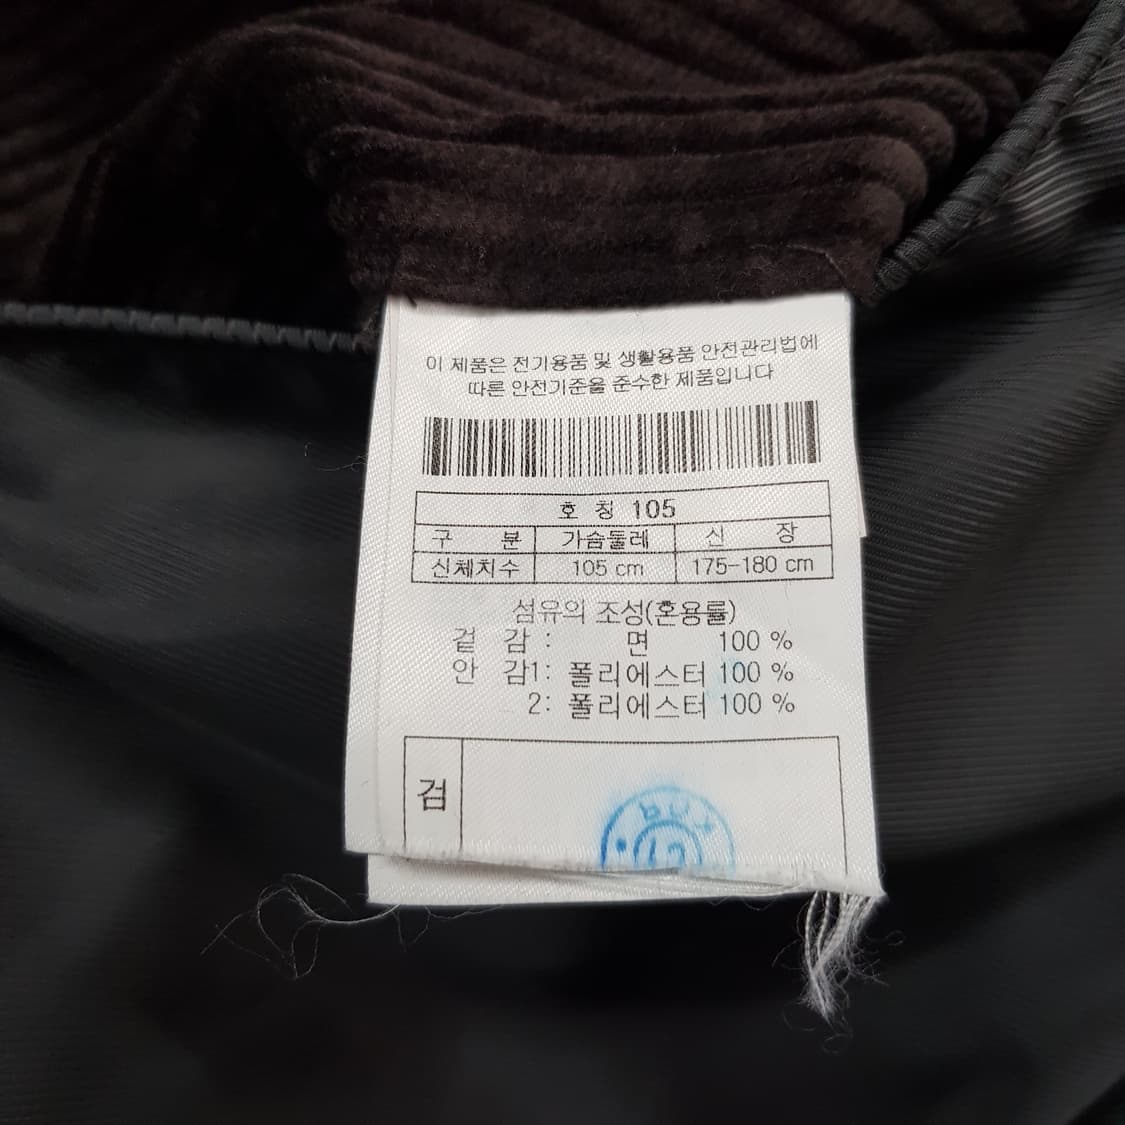 이 제품은 전기용품 및 생활용품 안전관리법에
따른 안전기준을 준수한 제품입니다
호 칭 105
구 분 가슴둘레 신 장
신체치수 105 cm 175-180 cm
섬유의 조성(혼용률)
겉 감 : 면 100 %
안 감1: 폴리에스터 100 %
2: 폴리에스터 100 %
검